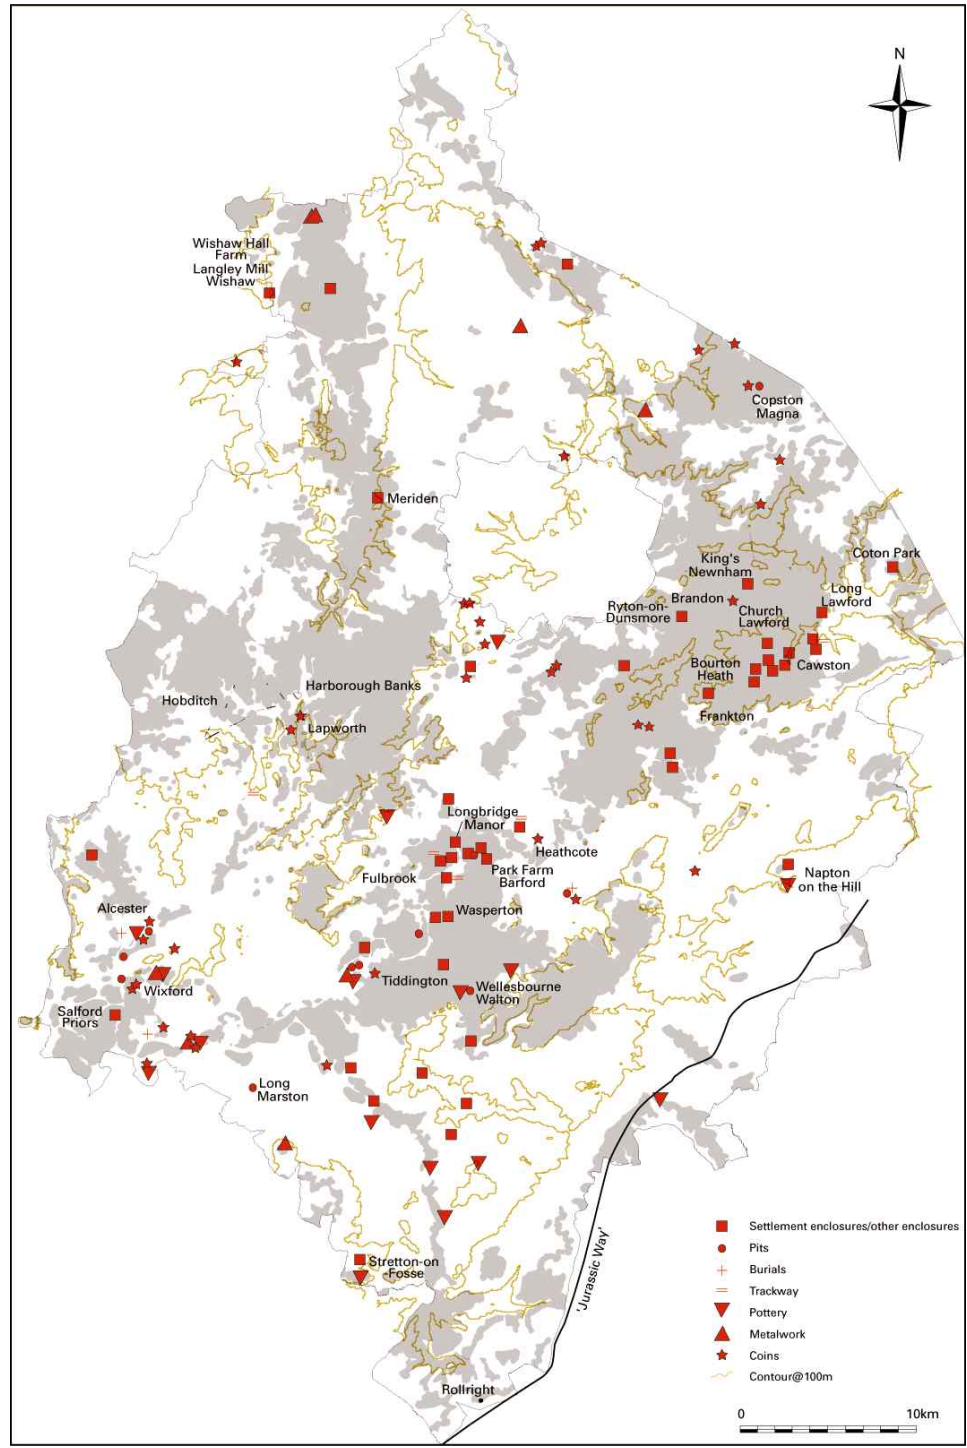 N
Wishaw Hall
Farm
Langley Mill
Wishaw
Copston
Magna
Meriden
Coton Park
King's
Newnham
Long
Lawford
Brandon
Ryton-on-
Dunsmore
Church
Lawford
Bourton
Heath
Cawston
Harborough Banks
Hobditch
Frankton
Lapworth
Longbridge
Manor
Heathcote
Fulbrook
Park Farm
Barford
Napton
on the Hill
Alcester
Wasperton
Tiddington
Wellesbourne
Walton
Wixford
Salford
Priors
Long
Marston
Stretton-on
-Fosse
'Jurassic Way'
Rollright
Settlement enclosures/other enclosures
Pits
Burials
Trackway
Pottery
Metalwork
Coins
Contour@100m
0 10km